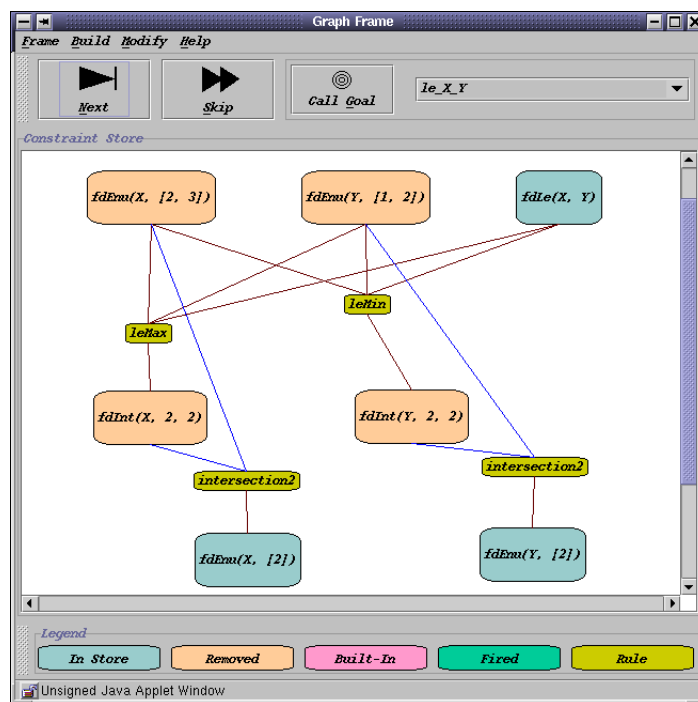 Graph Frame
Frame Build Modify Help
Next
Skip
Call Goal
le_X_Y
Constraint Store
fdEnu(X, [2, 3])
fdEnu(Y, [1, 2])
fdLe(X, Y)
leMin
leMax
fdInt(X, 2, 2)
fdInt(Y, 2, 2)
intersection2
intersection2
fdEnu(X, [2])
fdEnu(Y, [2])
Legend
In Store
Removed
Built-In
Fired
Rule
Unsigned Java Applet Window